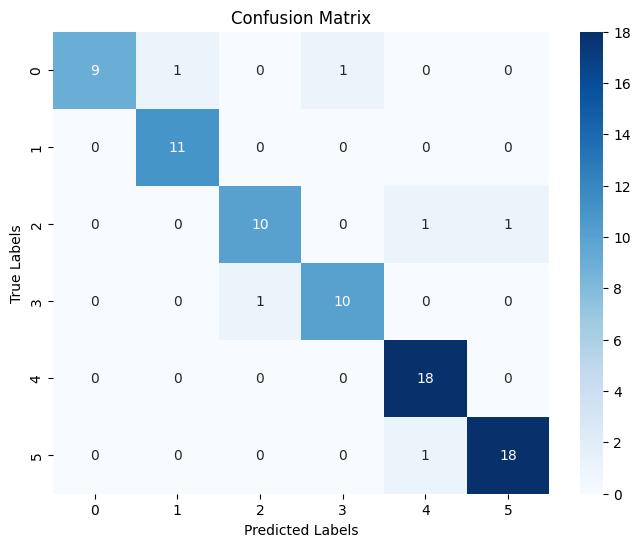 Confusion Matrix
True Labels
0 9 1 0 1 0 0
1 0 11 0 0 0 0
2 0 0 10 0 1 1
3 0 0 1 10 0 0
4 0 0 0 0 18 0
5 0 0 0 0 1 18
0 1 2 3 4 5
Predicted Labels
18
16
14
12
10
8
6
4
2
0